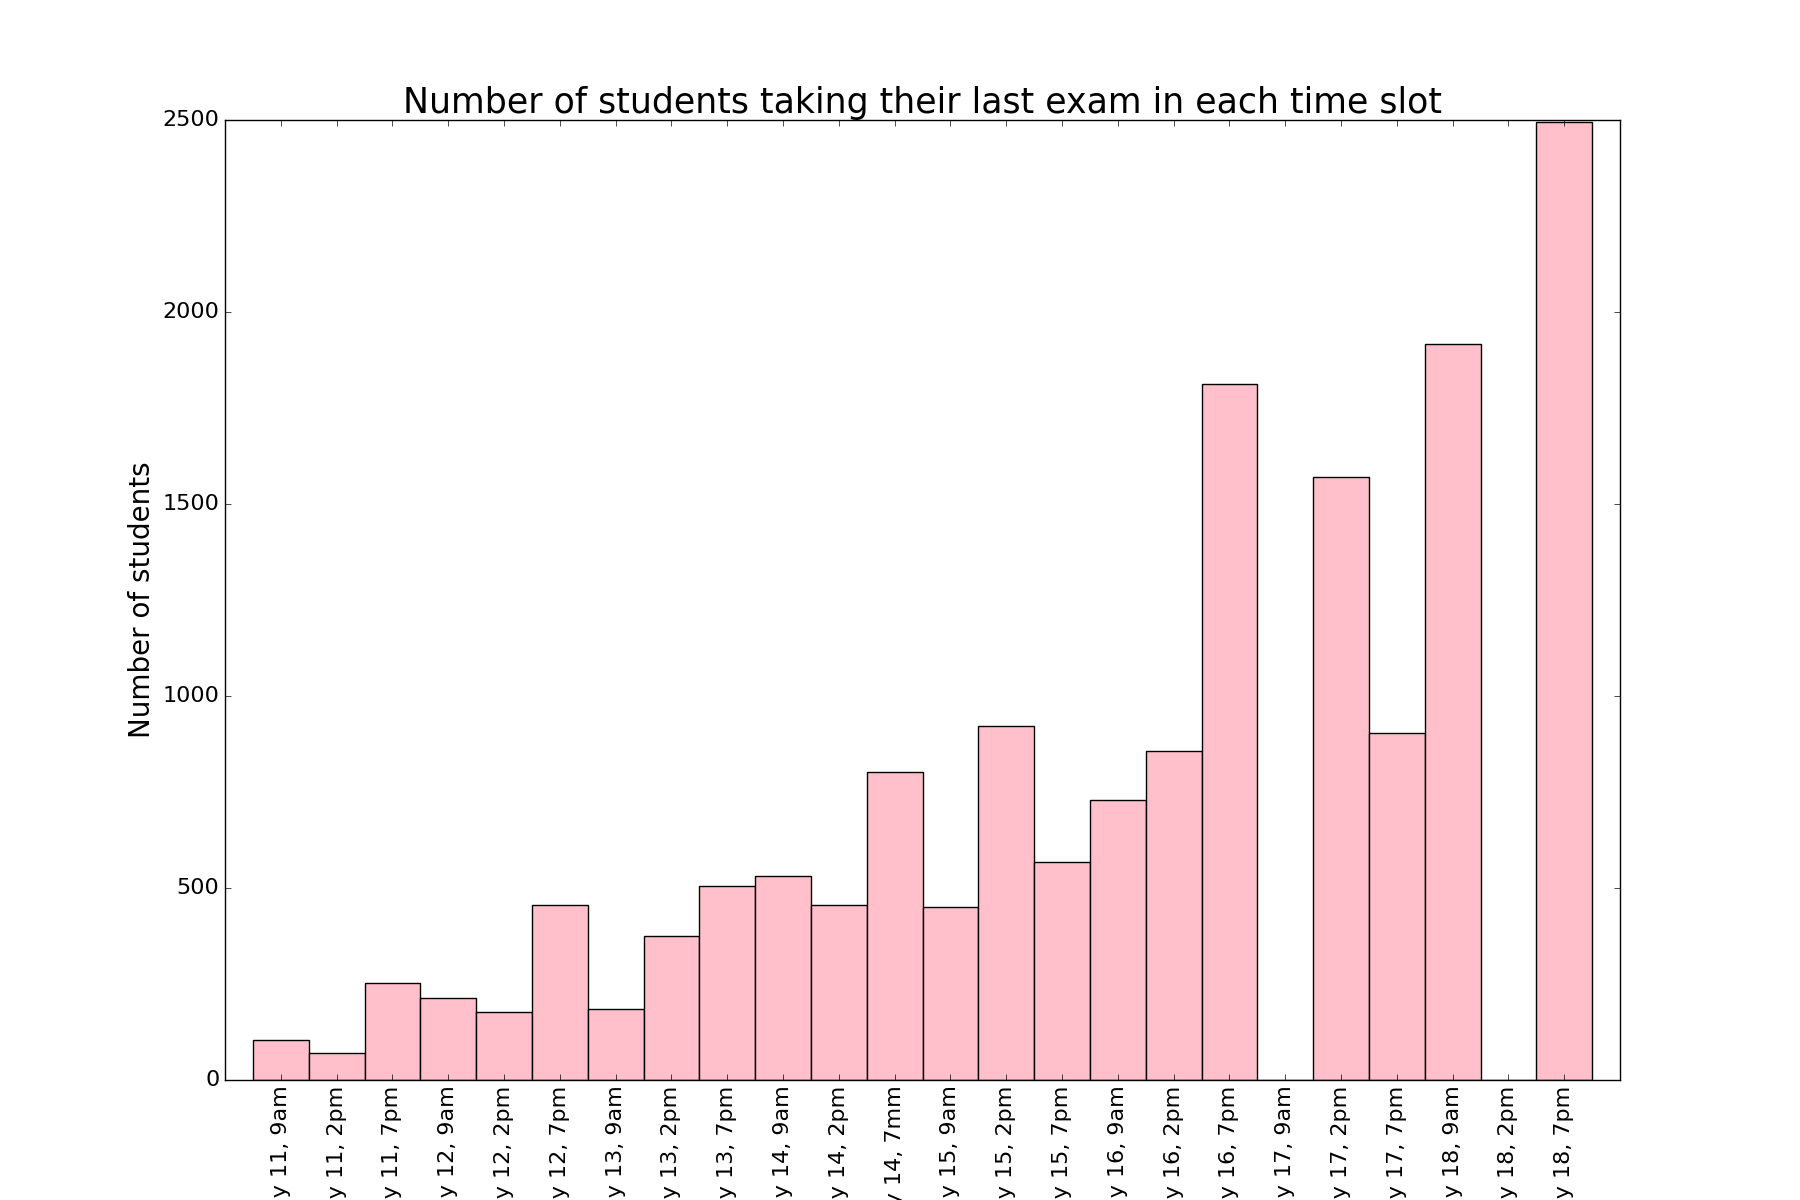 Number of students taking their last exam in each time slot
Number of students
2500
2000
1500
1000
500
0
y 11, 9am
y 11, 2pm
y 11, 7pm
y 12, 9am
y 12, 2pm
y 12, 7pm
y 13, 9am
y 13, 2pm
y 13, 7pm
y 14, 9am
y 14, 2pm
y 14, 7mm
y 15, 9am
y 15, 2pm
y 15, 7pm
y 16, 9am
y 16, 2pm
y 16, 7pm
y 17, 9am
y 17, 2pm
y 17, 7pm
y 18, 9am
y 18, 2pm
y 18, 7pm